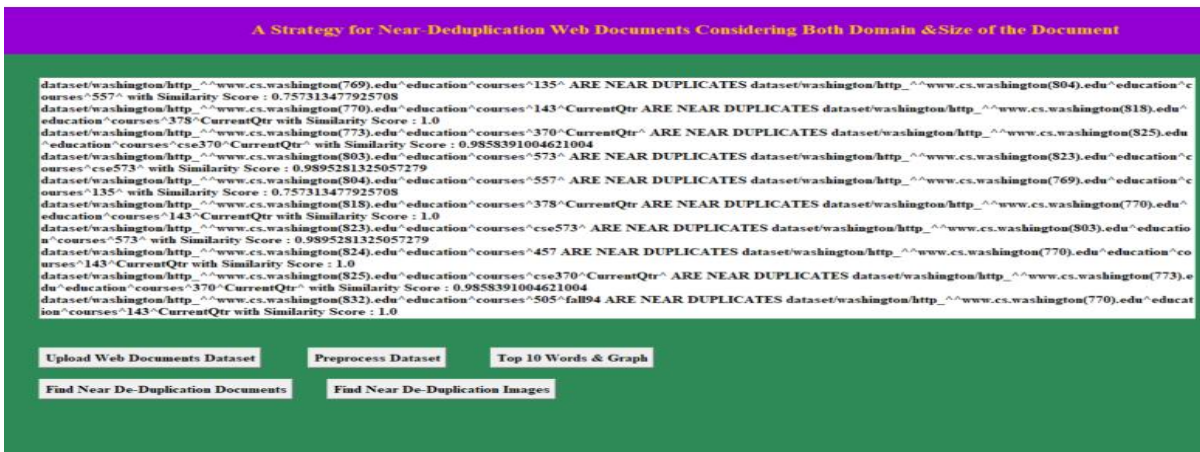 A Strategy for Near-Deduplication Web Documents Considering Both Domain &Size of the Document
dataset/washington/http_^^www.cs.washington(769).edu^education^courses^135^ ARE NEAR DUPLICATES dataset/washington/http_^^www.cs.washington(804).edu^education^c
ourses^557^ with Similarity Score : 0.757313477925708
dataset/washington/http_^^www.cs.washington(770).edu^education^courses^143^CurrentQtr ARE NEAR DUPLICATES dataset/washington/http_^^www.cs.washington(818).edu^
education^courses^378^CurrentQtr with Similarity Score : 1.0
dataset/washington/http_^^www.cs.washington(773).edu^education^courses^370^CurrentQtr^ ARE NEAR DUPLICATES dataset/washington/http_^^www.cs.washington(825).edu
^education^courses^cse370^CurrentQtr^ with Similarity Score : 0.9858391004621004
dataset/washington/http_^^www.cs.washington(803).edu^education^courses^573^ ARE NEAR DUPLICATES dataset/washington/http_^^www.cs.washington(823).edu^education^c
ourses^cse573^ with Similarity Score : 0.9895281325057279
dataset/washington/http_^^www.cs.washington(804).edu^education^courses^557^ ARE NEAR DUPLICATES dataset/washington/http_^^www.cs.washington(769).edu^education^c
ourses^135^ with Similarity Score : 0.757313477925708
dataset/washington/http_^^www.cs.washington(818).edu^education^courses^378^CurrentQtr ARE NEAR DUPLICATES dataset/washington/http_^^www.cs.washington(770).edu^
education^courses^143^CurrentQtr with Similarity Score : 1.0
dataset/washington/http_^^www.cs.washington(823).edu^education^courses^cse573^ ARE NEAR DUPLICATES dataset/washington/http_^^www.cs.washington(803).edu^educatio
n^courses^573^ with Similarity Score : 0.9895281325057279
dataset/washington/http_^^www.cs.washington(824).edu^education^courses^457 ARE NEAR DUPLICATES dataset/washington/http_^^www.cs.washington(770).edu^education^co
urses^143^CurrentQtr with Similarity Score : 1.0
dataset/washington/http_^^www.cs.washington(825).edu^education^courses^cse370^CurrentQtr^ ARE NEAR DUPLICATES dataset/washington/http_^^www.cs.washington(773).e
du^education^courses^370^CurrentQtr^ with Similarity Score : 0.9858391004621004
dataset/washington/http_^^www.cs.washington(832).edu^education^courses^505^fall94 ARE NEAR DUPLICATES dataset/washington/http_^^www.cs.washington(770).edu^educat
ion^courses^143^CurrentQtr with Similarity Score : 1.0
Upload Web Documents Dataset
Preprocess Dataset
Top 10 Words & Graph
Find Near De-Duplication Documents
Find Near De-Duplication Images